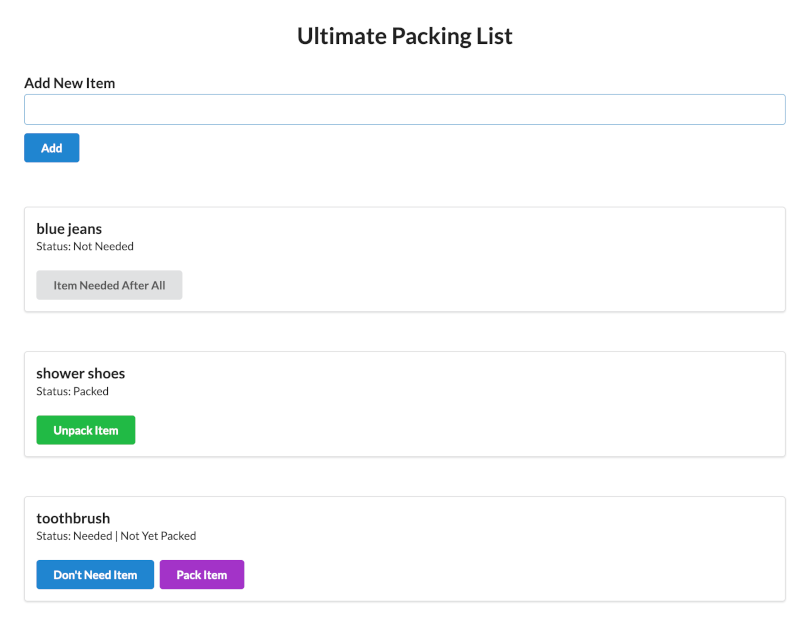 Ultimate Packing List
Add New Item
Add
blue jeans
Status: Not Needed
Item Needed After All
shower shoes
Status: Packed
Unpack Item
toothbrush
Status: Needed | Not Yet Packed
Don't Need Item Pack Item